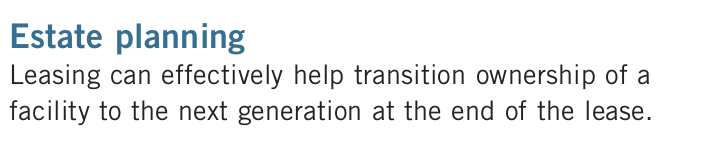 Estate planning
Leasing can effectively help transition ownership of a
facility to the next generation at the end of the lease.